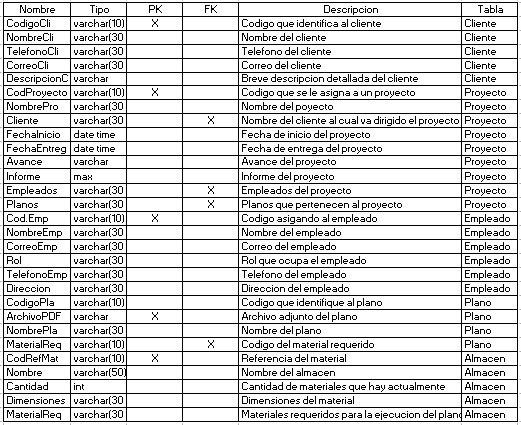 Nombre Tipo PK FK Descripcion Tabla
CodigoCli varchar(10) X Codigo que identifica al cliente Cliente
NombreCli varchar(30 Nombre del cliente Cliente
TelefonoCli varchar(30 Telefono del cliente Cliente
CorreoCli varchar(30 Correo del cliente Cliente
DescripcionC varchar Breve descripcion detallada del cliente Cliente
CodProyecto varchar(10) X Codigo que se le asigna a un proyecto Proyecto
NombrePro varchar(30 Nombre del poyecto Proyecto
Cliente varchar(30 X Nombre del cliente al cual va dirigido el proyecto Proyecto
FechaInicio date time Fecha de inicio del proyecto Proyecto
FechaEntreg date time Fecha de entrega del proyecto Proyecto
Avance varchar Avance del proyecto Proyecto
Informe max Informe del proyecto Proyecto
Empleados varchar(30 X Empleados del proyecto Proyecto
Planos varchar(30 X Planos que pertenecen al proyecto Proyecto
Cod.Emp varchar(10) X Codigo asigando al empleado Empleado
NombreEmp varchar(30 Nombre del empleado Empleado
CorreoEmp varchar(30 Correo del empleado Empleado
Rol varchar(30 Rol que ocupa el empleado Empleado
TelefonoEmp varchar(30 Telefono del empleado Empleado
Direccion varchar(30 Direccion del empleado Empleado
CodigoPla varchar(10) Codigo que identifique al plano Plano
ArchivoPDF varchar X Archivo adjunto del plano Plano
NombrePla varchar(30 Nombre del plano Plano
MaterialReq varchar(10) X Codigo del material requerido Plano
CodRefMat varchar(10) X Referencia del material Almacen
Nombre varchar(50) Nombre del almacen Almacen
Cantidad int Cantidad de materiales que hay actualmente Almacen
Dimensiones varchar(30 Dimensiones del material Almacen
MaterialReq varchar(30 Materiales requeridos para la ejecucion del plano Almacen